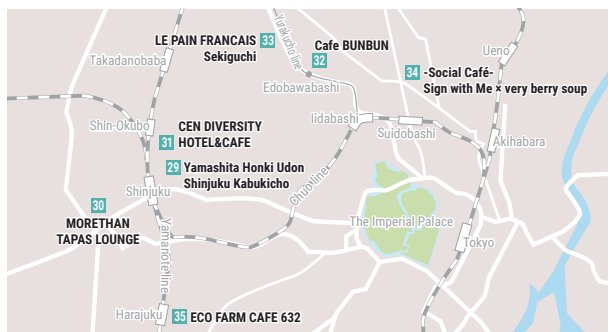 LE PAIN FRANCAIS 33
Sekiguchi
Yurakucho line
Cafe BUNBUN
32
Edobawabashi
Ueno
34 -Social Café-
Sign with Me × very berry soup
Takadanobaba
Iidabashi
Suidobashi
Akihabara
Shin-Okubo
CEN DIVERSITY
31 HOTEL&CAFE
29 Yamashita Honki Udon
Shinjuku Kabukicho
Chuo line
Shinjuku
30
MORETHAN
TAPAS LOUNGE
The Imperial Palace
Tokyo
Yamanote line
Harajuku
35 ECO FARM CAFE 632